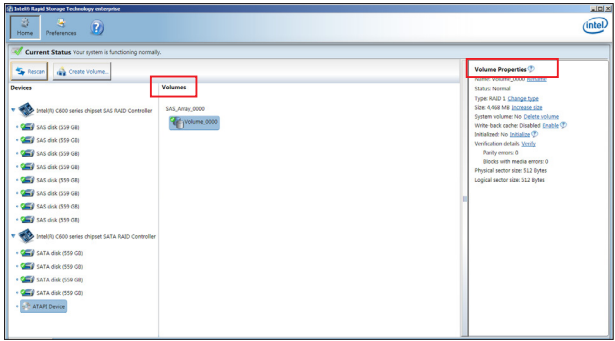 Intel® Rapid Storage Technology enterprise
Home
Preferences
intel
Current Status Your system is functioning normally.
Rescan
Create Volume...
Devices
Intel(R) C600 series chipset SAS RAID Controller
SAS disk (559 GB)
SAS disk (559 GB)
SAS disk (559 GB)
SAS disk (559 GB)
SAS disk (559 GB)
SAS disk (559 GB)
SAS disk (559 GB)
SAS disk (559 GB)
Intel(R) C600 series chipset SATA RAID Controller
SATA disk (559 GB)
SATA disk (559 GB)
SATA disk (559 GB)
SATA disk (559 GB)
ATAPI Device
Volumes
SAS_Array_0000
Volume_0000
Volume Properties ?
Name: Volume_0000 Rename
Status: Normal
Type: RAID 1 Change type
Size: 4,468 MB Increase size
System volume: No Delete volume
Write-back cache: Disabled Enable ?
Initialized: No Initialize ?
Verification details Verify
Parity errors: 0
Blocks with media errors: 0
Physical sector size: 512 Bytes
Logical sector size: 512 Bytes